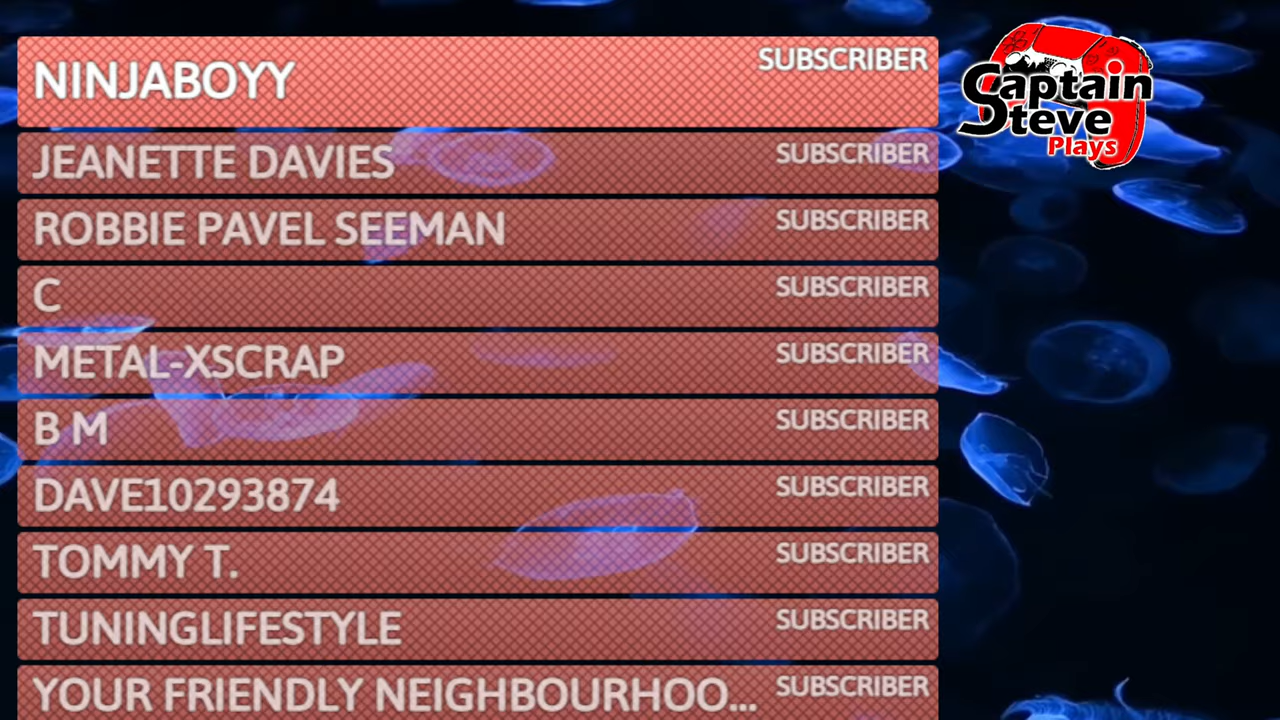 NINJABOYY SUBSCRIBER
JEANETTE DAVIES SUBSCRIBER
ROBBIE PAVEL SEEMAN SUBSCRIBER
C SUBSCRIBER
METAL-XSCRAP SUBSCRIBER
B M SUBSCRIBER
DAVE10293874 SUBSCRIBER
TOMMY T. SUBSCRIBER
TUNINGLIFESTYLE SUBSCRIBER
YOUR FRIENDLY NEIGHBOURHOO... SUBSCRIBER
Captain
Steve
Plays